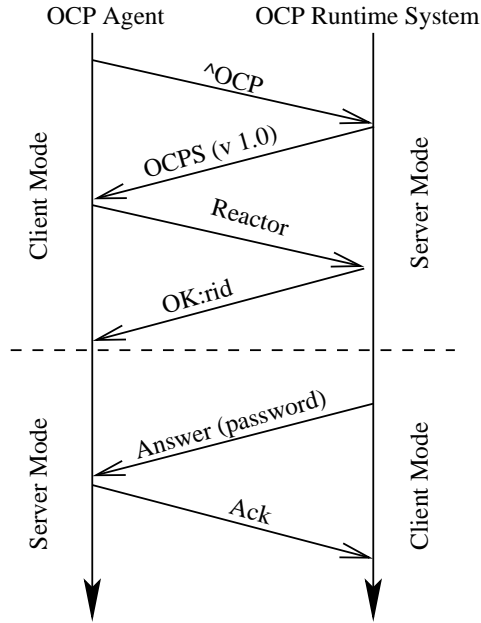 OCP Agent
OCP Runtime System
^OCP
OCPS (v 1.0)
Client Mode
Server Mode
Reactor
OK:rid
Answer (password)
Server Mode
Client Mode
Ack